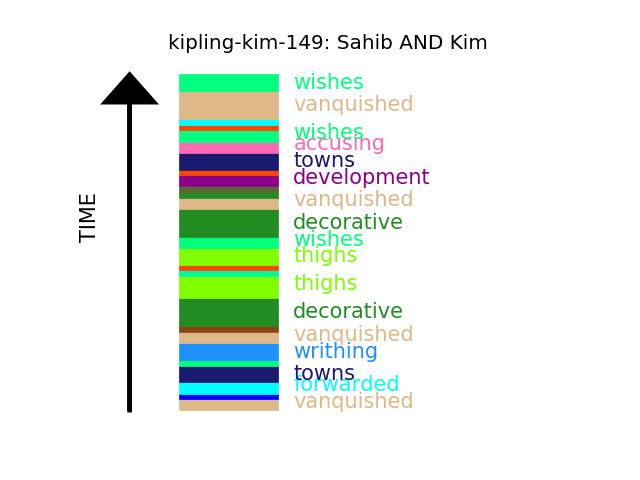 kipling-kim-149: Sahib AND Kim
wishes
vanquished
wishes
accusing
towns
development
vanquished
decorative
wishes
thighs
thighs
decorative
vanquished
writhing
towns
forwarded
vanquished
TIME